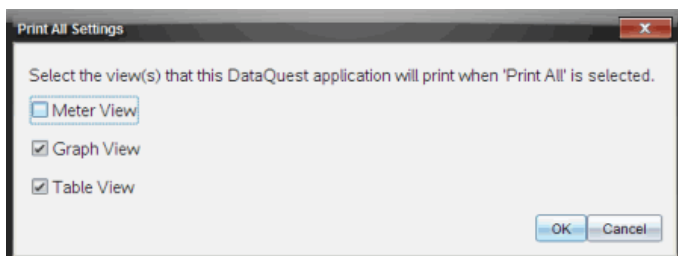 Print All Settings
Select the view(s) that this DataQuest application will print when 'Print All' is selected.
Meter View
Graph View
Table View
OK Cancel